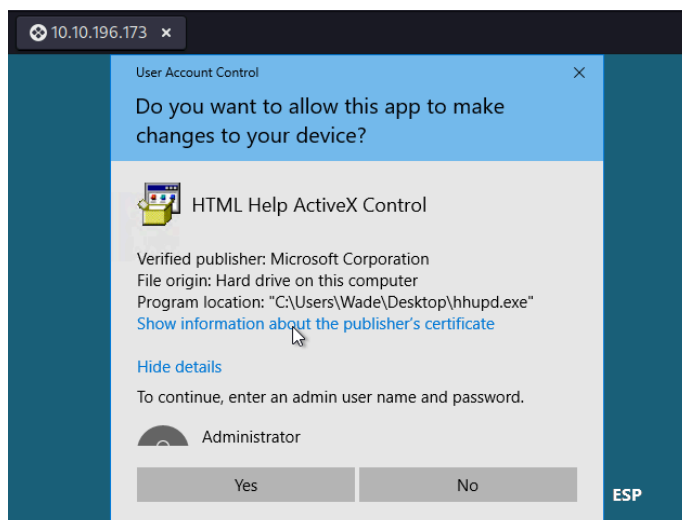 10.10.196.173 ×
User Account Control
Do you want to allow this app to make
changes to your device?
HTML Help ActiveX Control
Verified publisher: Microsoft Corporation
File origin: Hard drive on this computer
Program location: "C:\Users\Wade\Desktop\hhupd.exe"
Show information about the publisher's certificate
Hide details
To continue, enter an admin user name and password.
Administrator
Yes
No
ESP